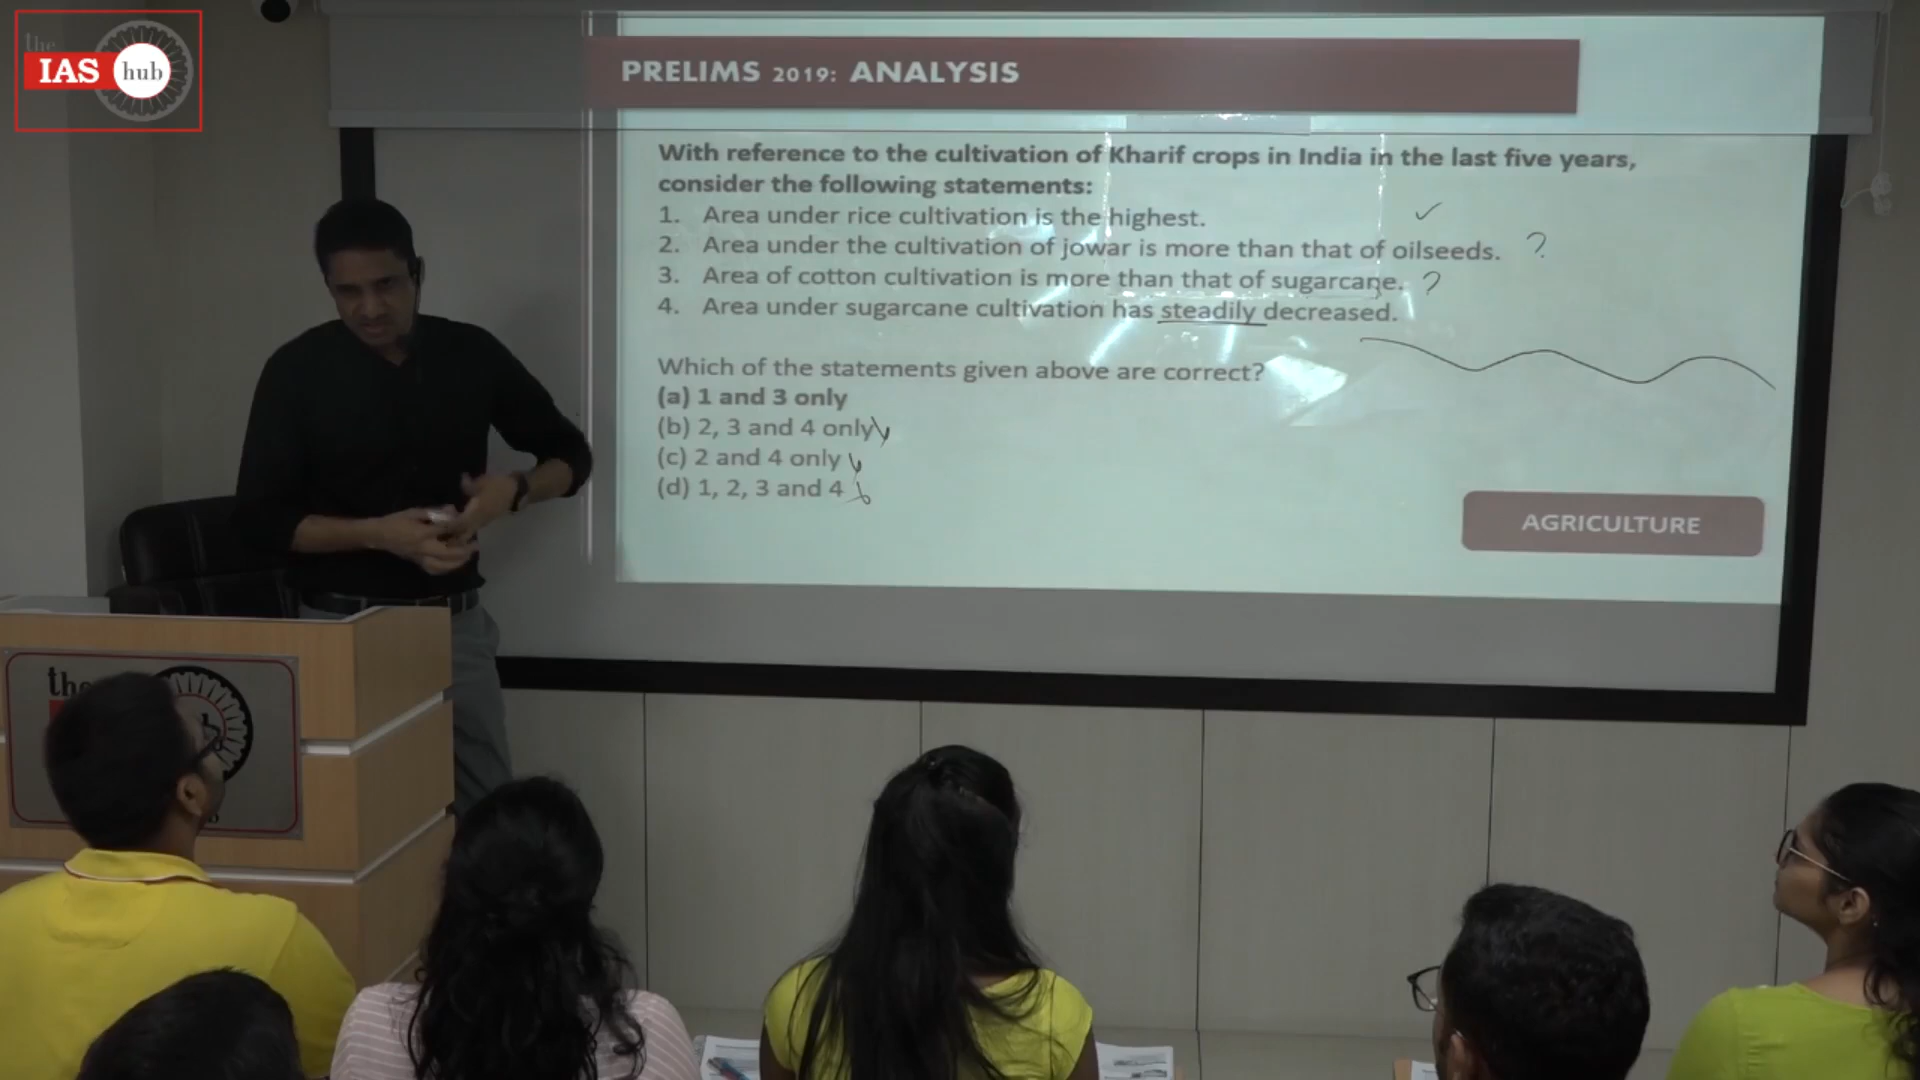 the
IAS hub
PRELIMS 2019: ANALYSIS
With reference to the cultivation of Kharif crops in India in the last five years,
consider the following statements:
1. Area under rice cultivation is the highest.
2. Area under the cultivation of jowar is more than that of oilseeds. ?
3. Area of cotton cultivation is more than that of sugarcane. ?
4. Area under sugarcane cultivation has steadily decreased.
Which of the statements given above are correct?
(a) 1 and 3 only
(b) 2, 3 and 4 only
(c) 2 and 4 only
(d) 1, 2, 3 and 4
AGRICULTURE
the